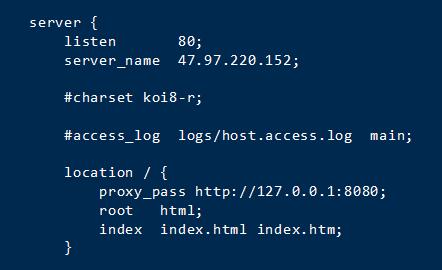 server {
    listen       80;
    server_name  47.97.220.152;

    #charset koi8-r;

    #access_log  logs/host.access.log  main;

    location / {
        proxy_pass http://127.0.0.1:8080;
        root   html;
        index  index.html index.htm;
    }